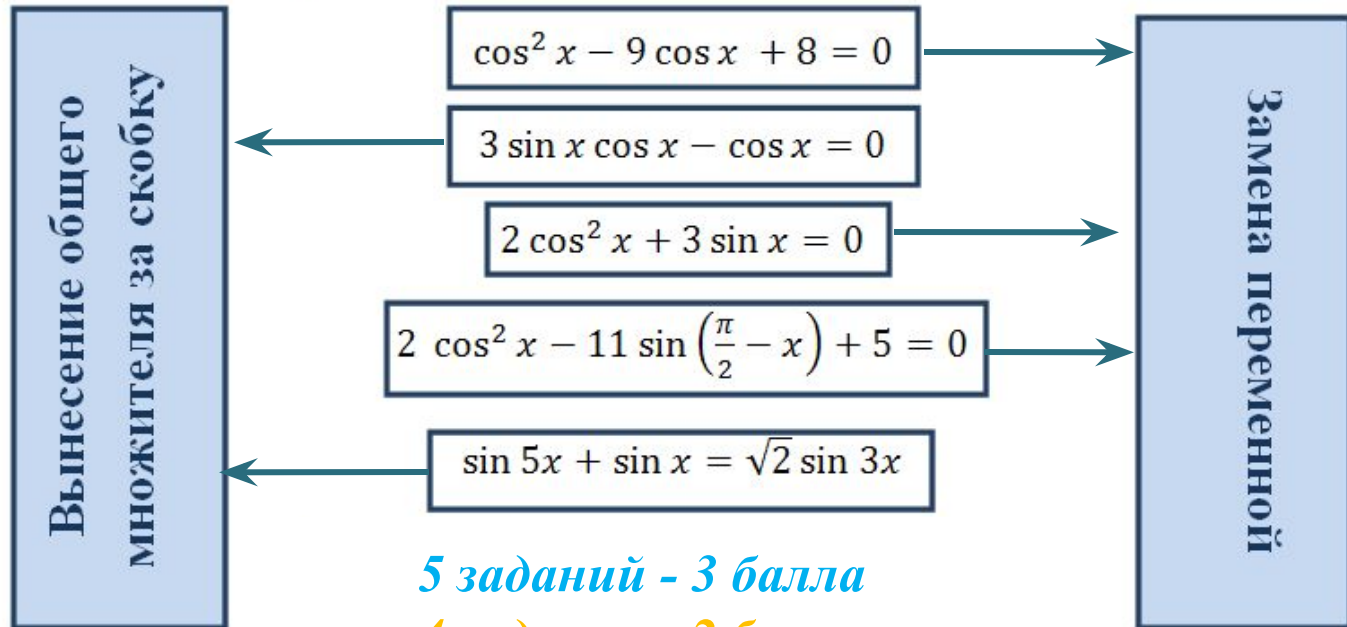 Вынесение общего
множителя за скобку
cos² x − 9 cos x + 8 = 0
3 sin x cos x − cos x = 0
2 cos² x + 3 sin x = 0
2 cos² x − 11 sin (π/2 − x) + 5 = 0
sin 5x + sin x = √2 sin 3x
Замена переменной
5 заданий - 3 балла